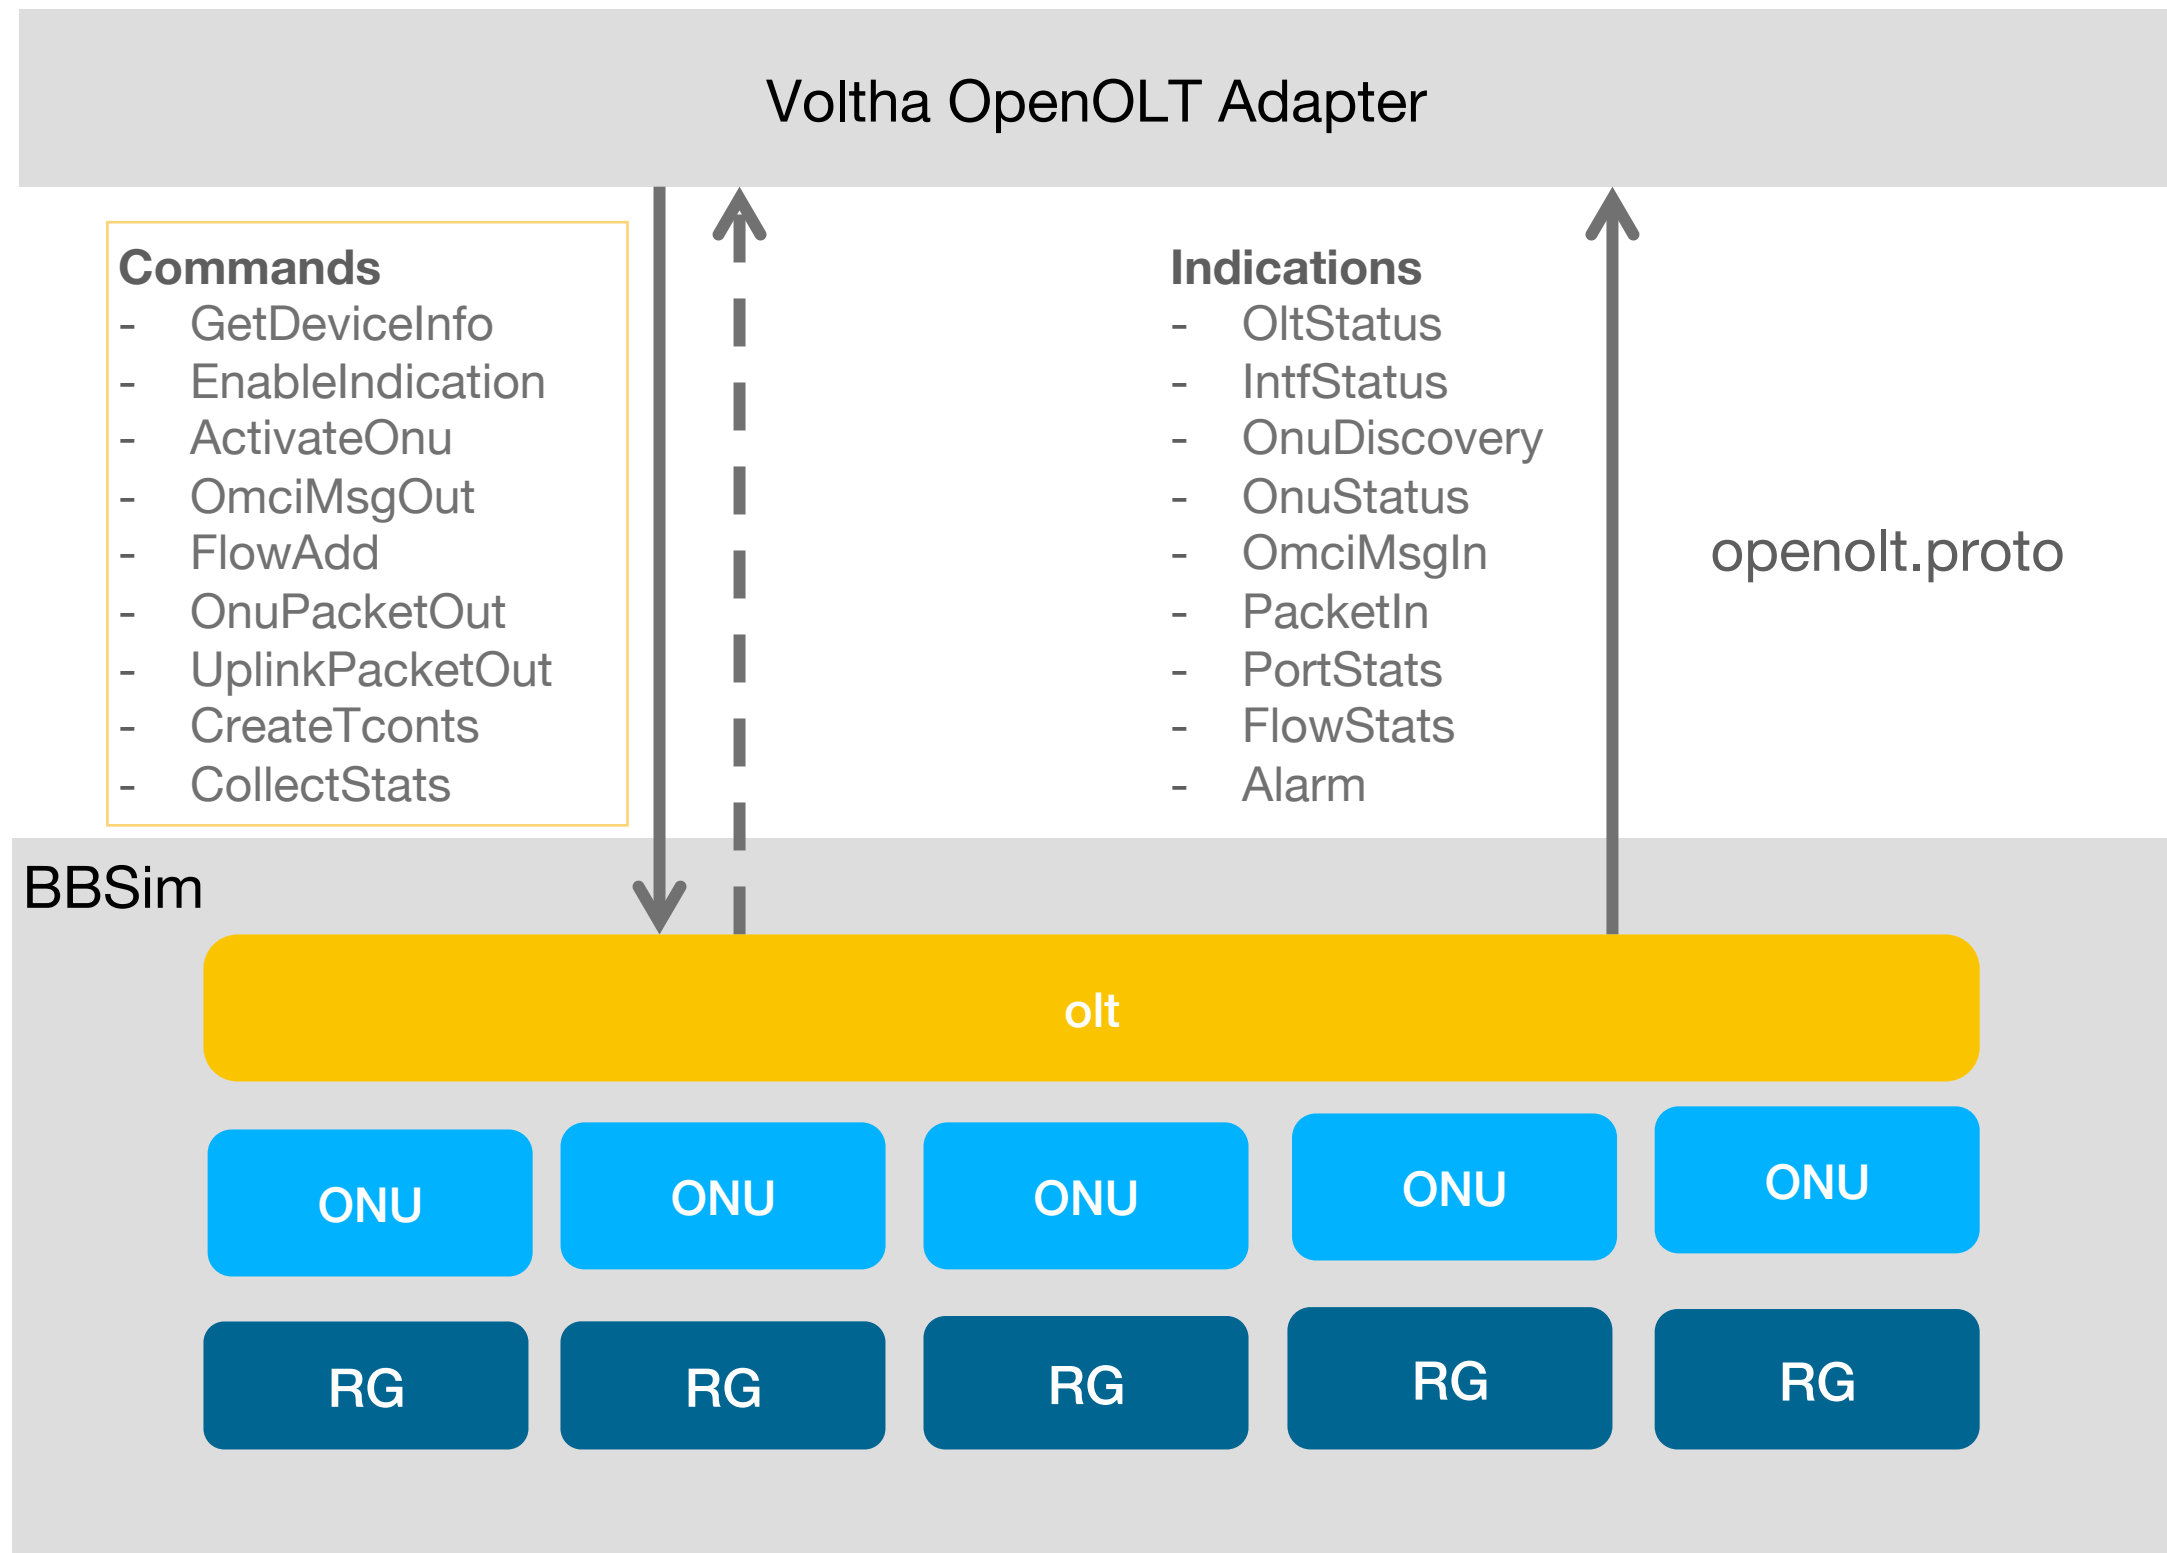 Voltha OpenOLT Adapter
Commands
- GetDeviceInfo
- EnableIndication
- ActivateOnu
- OmciMsgOut
- FlowAdd
- OnuPacketOut
- UplinkPacketOut
- CreateTconts
- CollectStats
Indications
- OltStatus
- IntfStatus
- OnuDiscovery
- OnuStatus
- OmciMsgIn
- PacketIn
- PortStats
- FlowStats
- Alarm
openolt.proto
BBSim
olt
ONU
ONU
ONU
ONU
ONU
RG
RG
RG
RG
RG